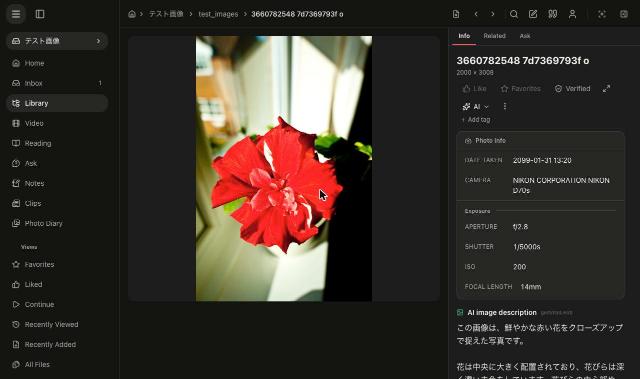 テスト画像 > test_images > 3660782548 7d7369793f o
テスト画像
Home
Inbox 1
Library
Video
Reading
Ask
Notes
Clips
Photo Diary
Views
Favorites
Liked
Continue
Recently Viewed
Recently Added
All Files
Info Related Ask
3660782548 7d7369793f o
2000 × 3008
Like Favorites Verified
AI
+ Add tag
Photo Info
DATE TAKEN 2099-01-31 13:20
CAMERA NIKON CORPORATION NIKON
D70s
Exposure
APERTURE f/2.8
SHUTTER 1/5000s
ISO 200
FOCAL LENGTH 14mm
AI image description
この画像は、鮮やかな赤い花をクローズアップ
で捉えた写真です。
花は中央に大きく配置されており、花びらは深